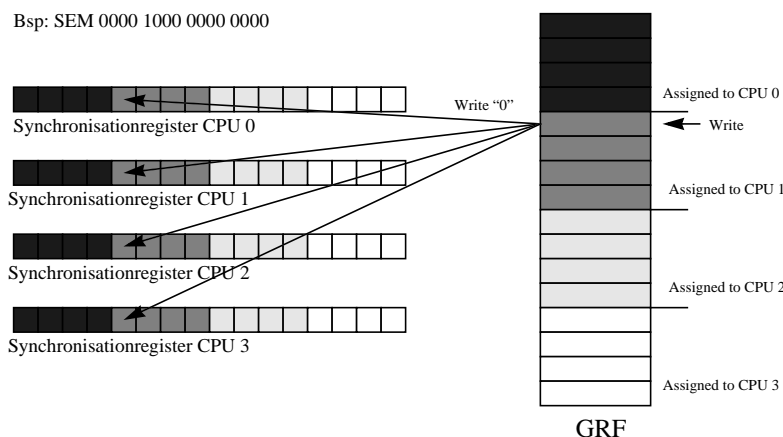 Bsp: SEM 0000 1000 0000 0000
Assigned to CPU 0
Write “0”
Write
Synchronisationregister CPU 0
Assigned to CPU 1
Synchronisationregister CPU 1
Synchronisationregister CPU 2
Assigned to CPU 2
Synchronisationregister CPU 3
Assigned to CPU 3
GRF